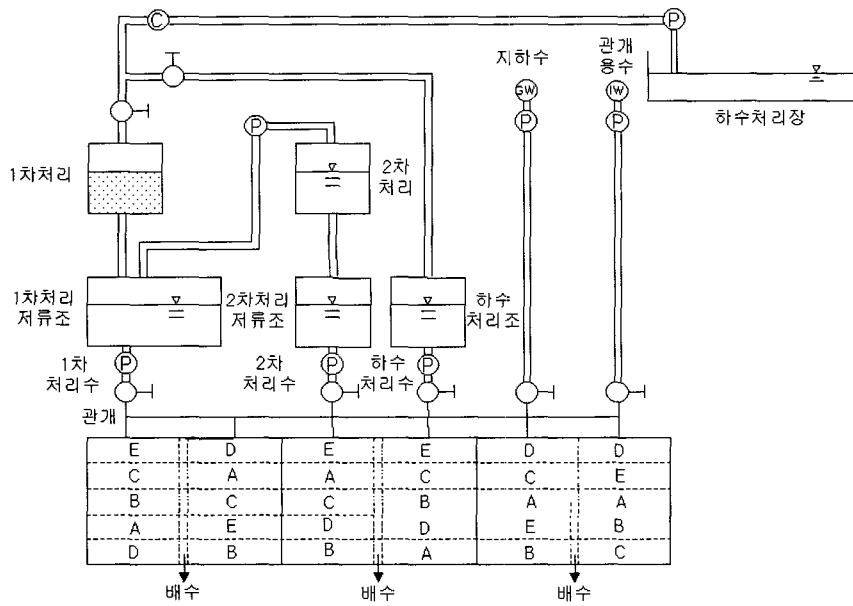 C
P
지하수
관개
용수
GW
IW
P
P
하수처리장
P
1차처리
2차
처리
1차처리
저류조
2차처리
저류조
하수
처리조
1차
처리수
P
2차
처리수
P
하수
처리수
P
관개
E D E E D D
C A A C C E
B C C B A A
A E D D E B
D B B A B C
배수 배수 배수